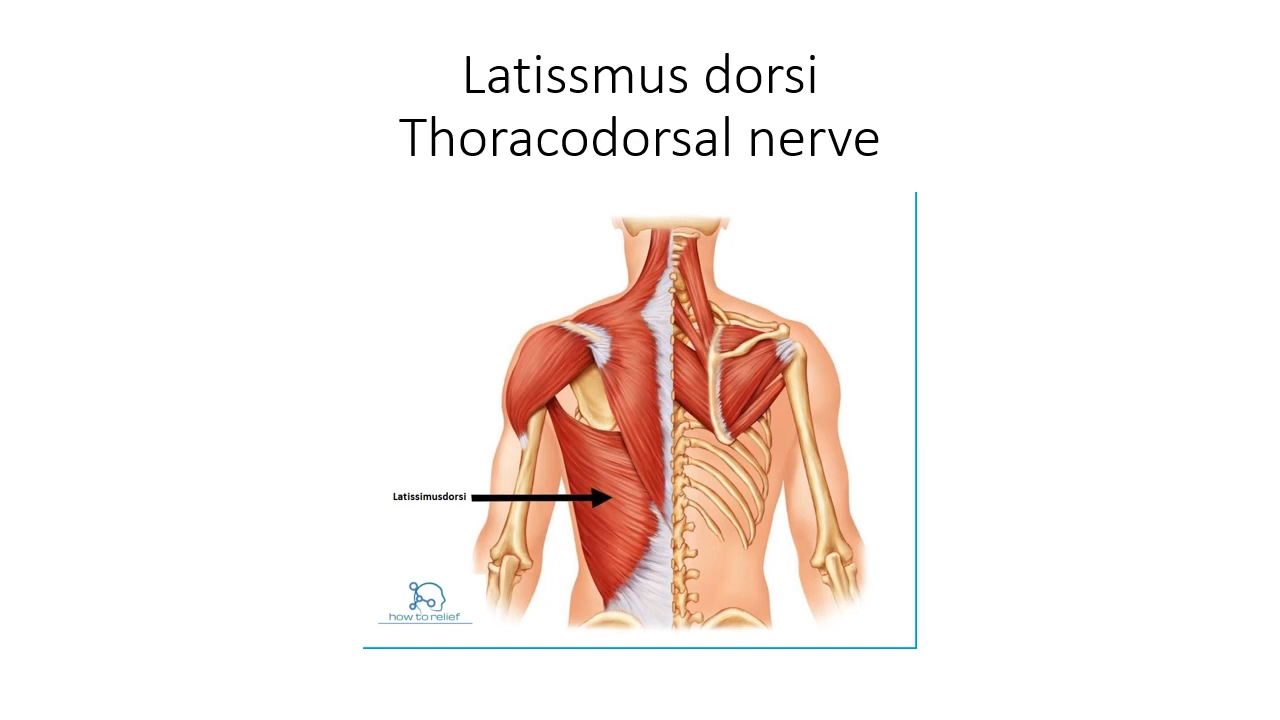 Latissmus dorsi
Thoracodorsal nerve
Latissimusdorsi
how to relief